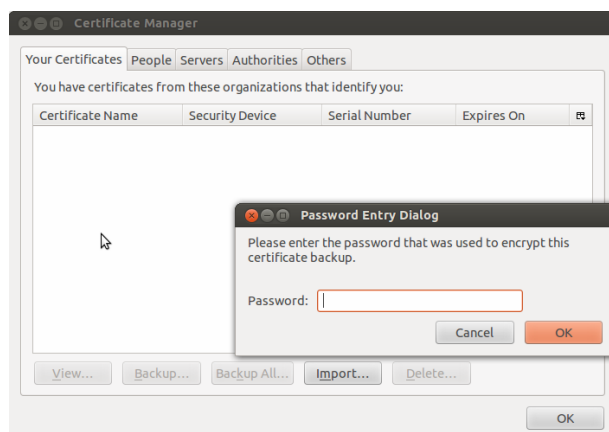 Certificate Manager
Your Certificates People Servers Authorities Others
You have certificates from these organizations that identify you:
Certificate Name Security Device Serial Number Expires On
Password Entry Dialog
Please enter the password that was used to encrypt this
certificate backup.
Password:
Cancel OK
View... Backup... Backup All... Import... Delete...
OK